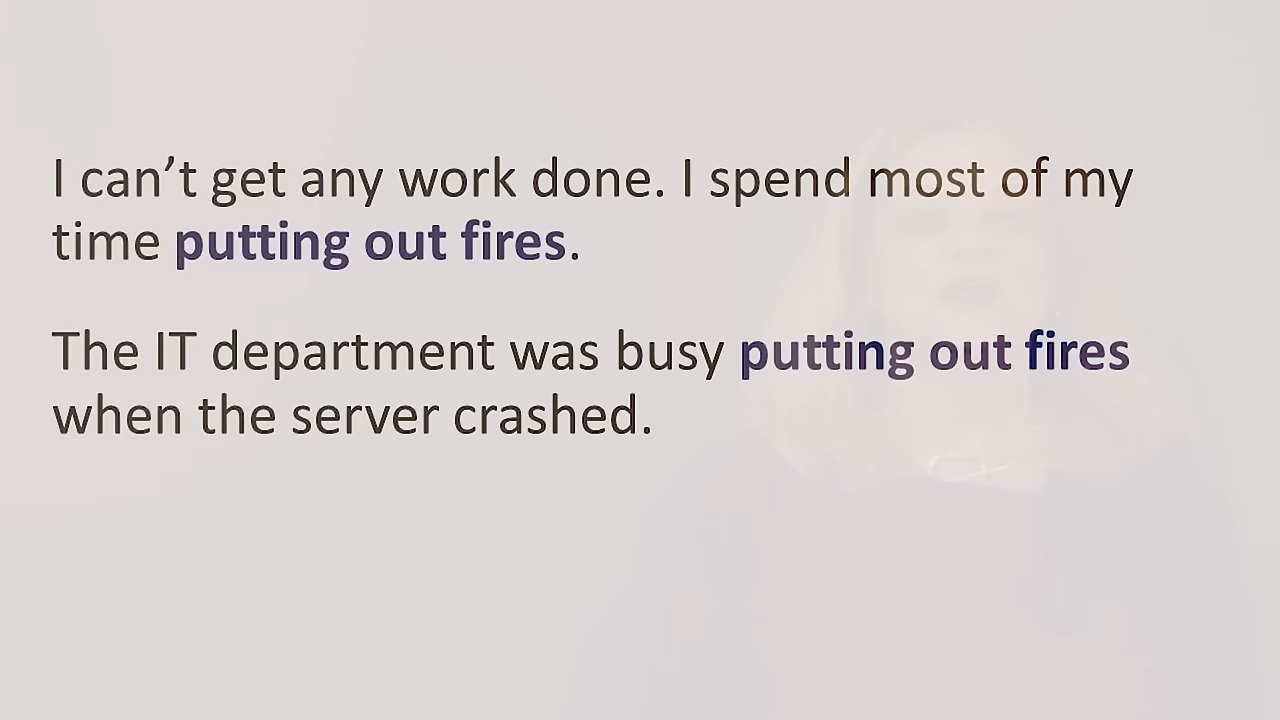 I can’t get any work done. I spend most of my
time putting out fires.
The IT department was busy putting out fires
when the server crashed.